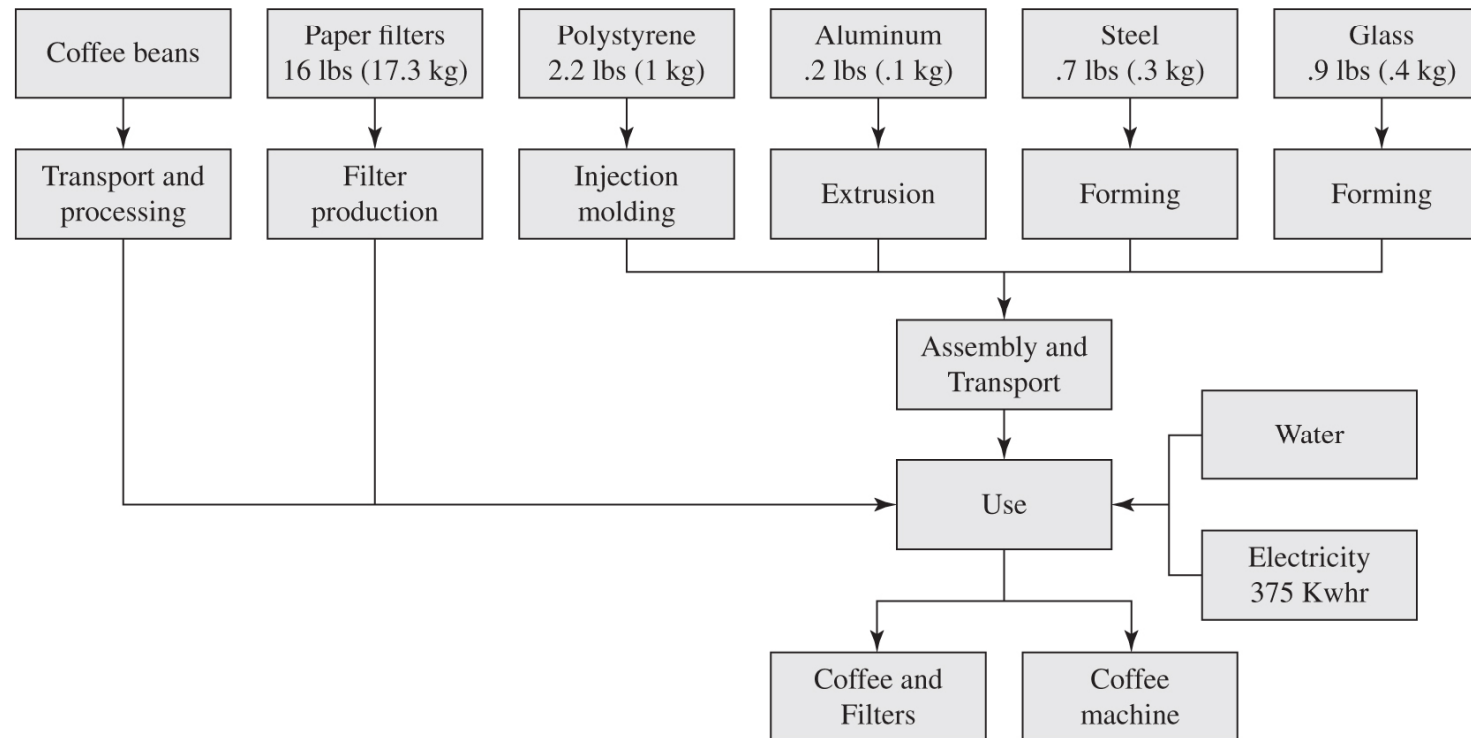 Coffee beans
Paper filters
16 lbs (17.3 kg)
Polystyrene
2.2 lbs (1 kg)
Aluminum
.2 lbs (.1 kg)
Steel
.7 lbs (.3 kg)
Glass
.9 lbs (.4 kg)
Transport and
processing
Filter
production
Injection
molding
Extrusion
Forming
Forming
Assembly and
Transport
Water
Use
Electricity
375 Kwhr
Coffee and
Filters
Coffee
machine